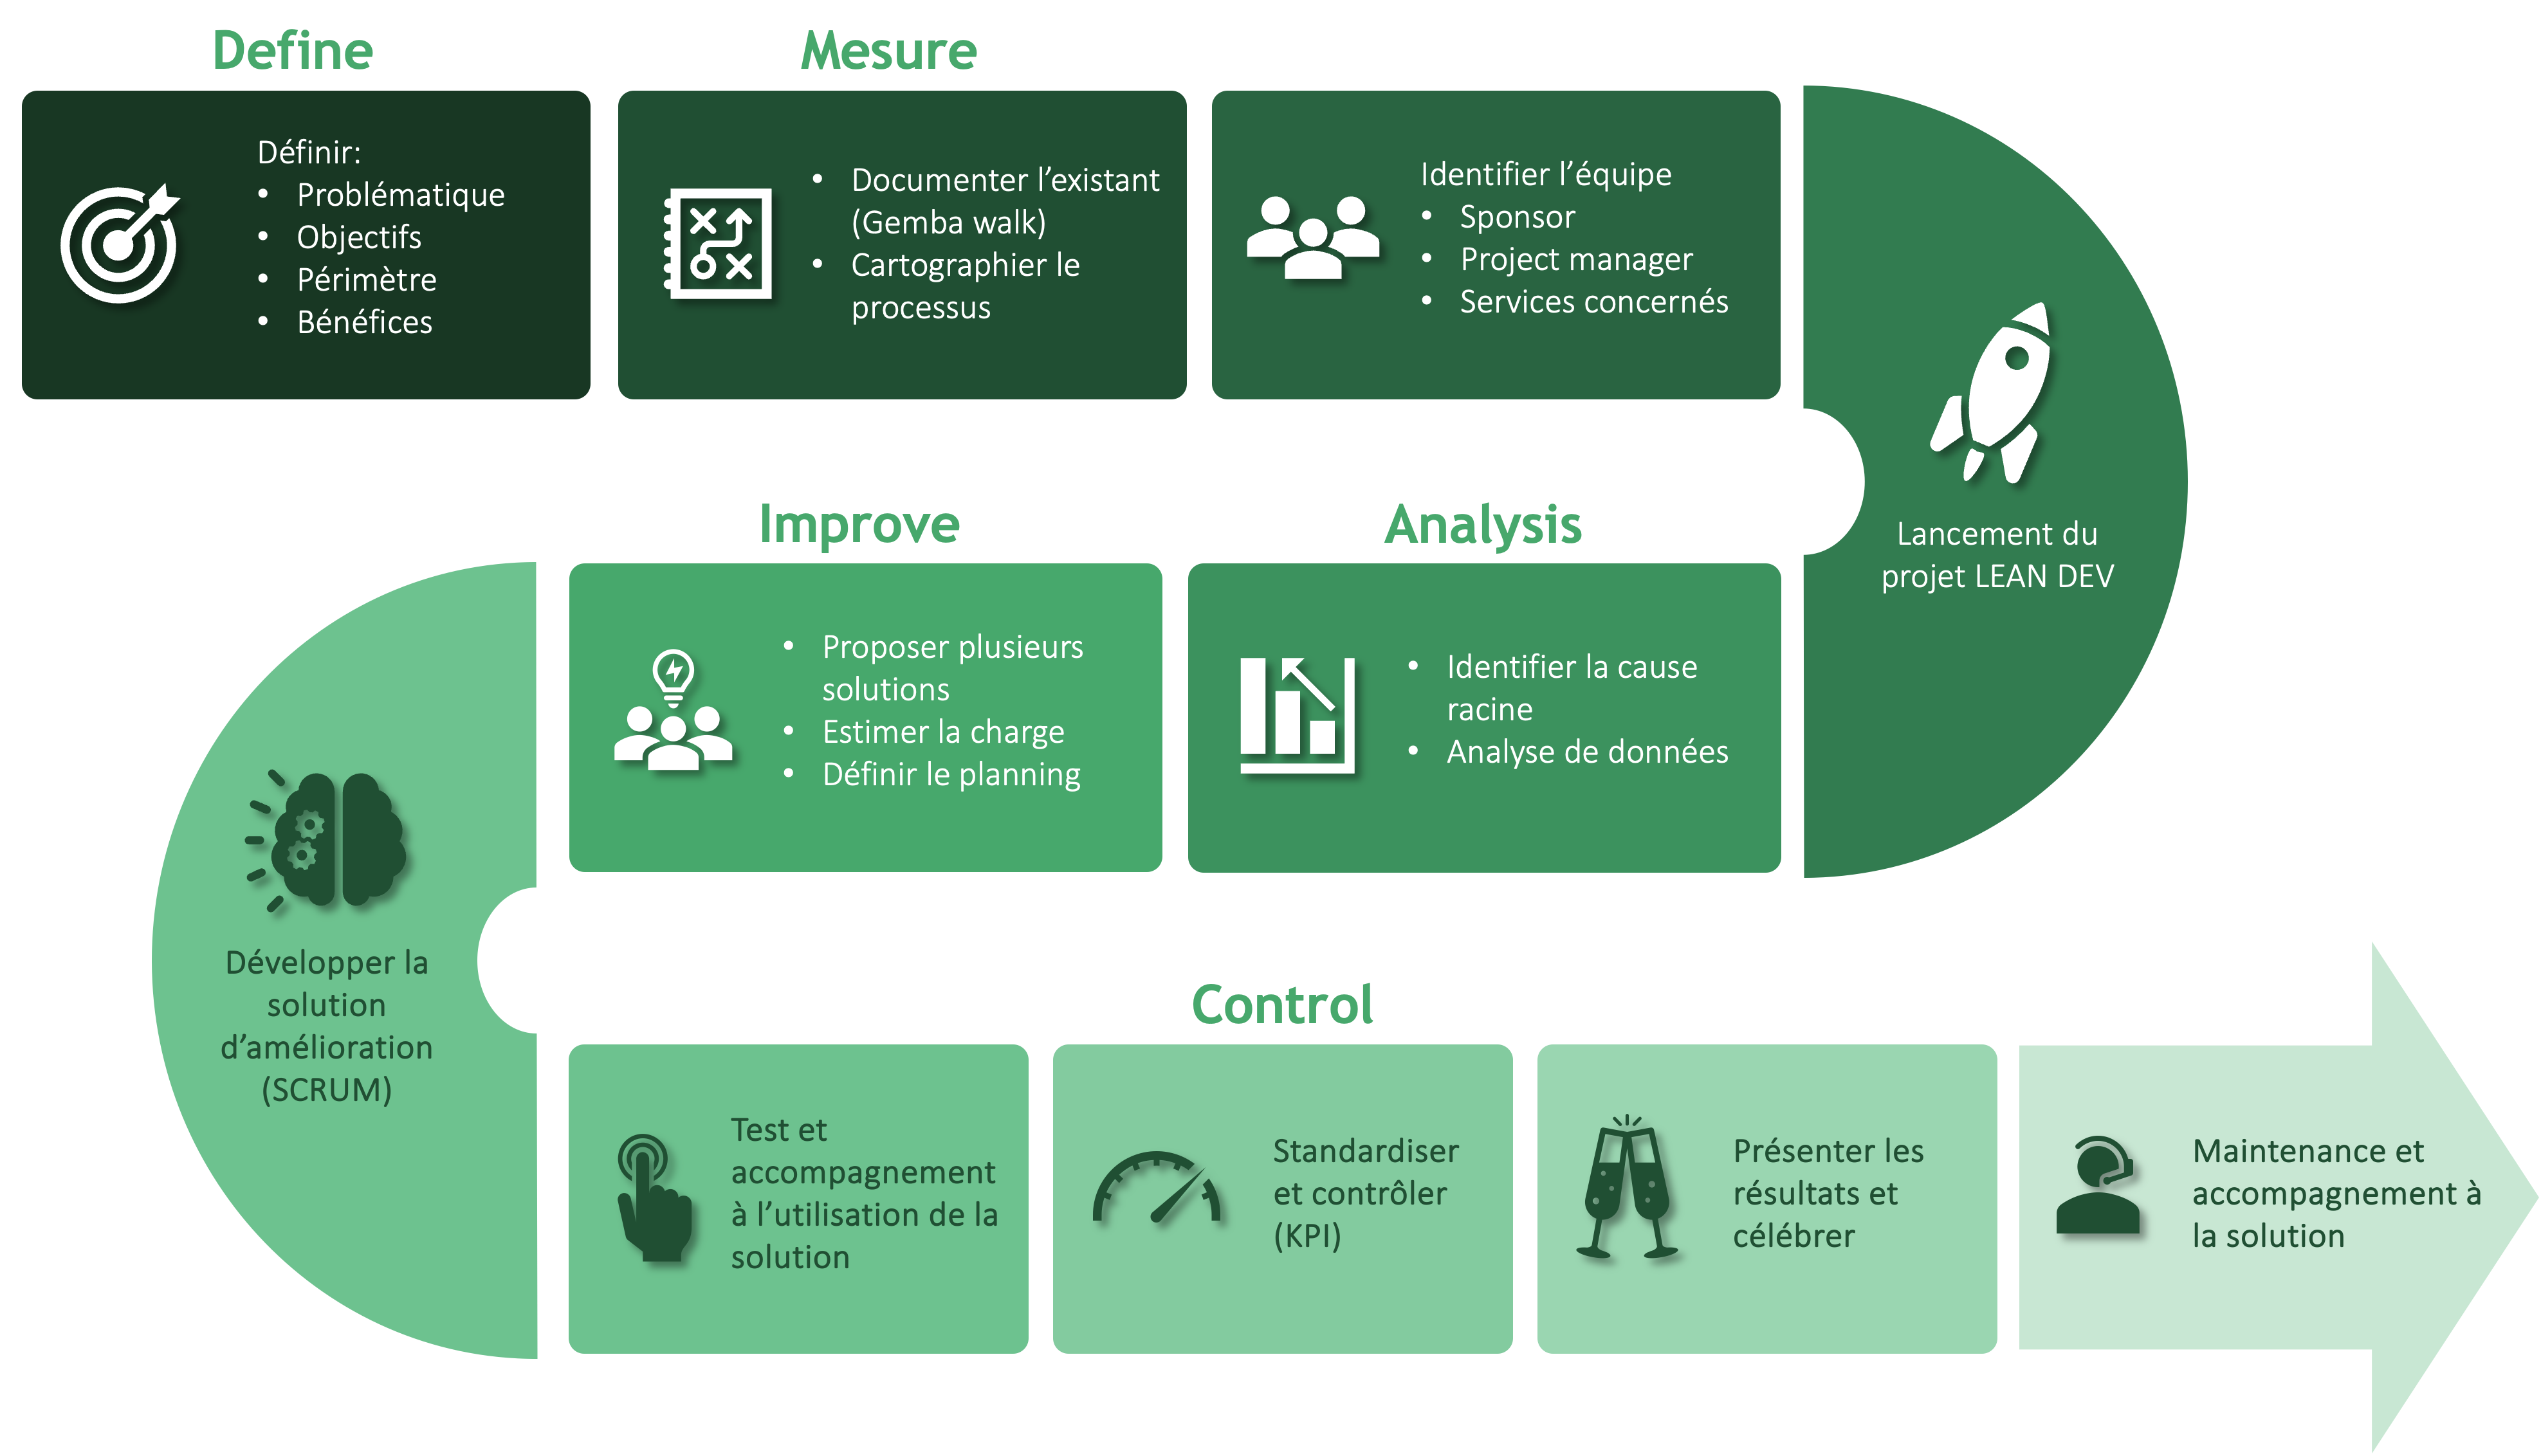 Define
Définir:
• Problématique
• Objectifs
• Périmètre
• Bénéfices
Mesure
• Documenter l’existant
(Gemba walk)
• Cartographier le
processus
Identifier l’équipe
• Sponsor
• Project manager
• Services concernés
Lancement du
projet LEAN DEV
Analysis
• Identifier la cause
racine
• Analyse de données
Improve
• Proposer plusieurs
solutions
• Estimer la charge
• Définir le planning
Développer la
solution
d’amélioration
(SCRUM)
Control
Test et
accompagnement
à l’utilisation de la
solution
Standardiser
et contrôler
(KPI)
Présenter les
résultats et
célébrer
Maintenance et
accompagnement à
la solution